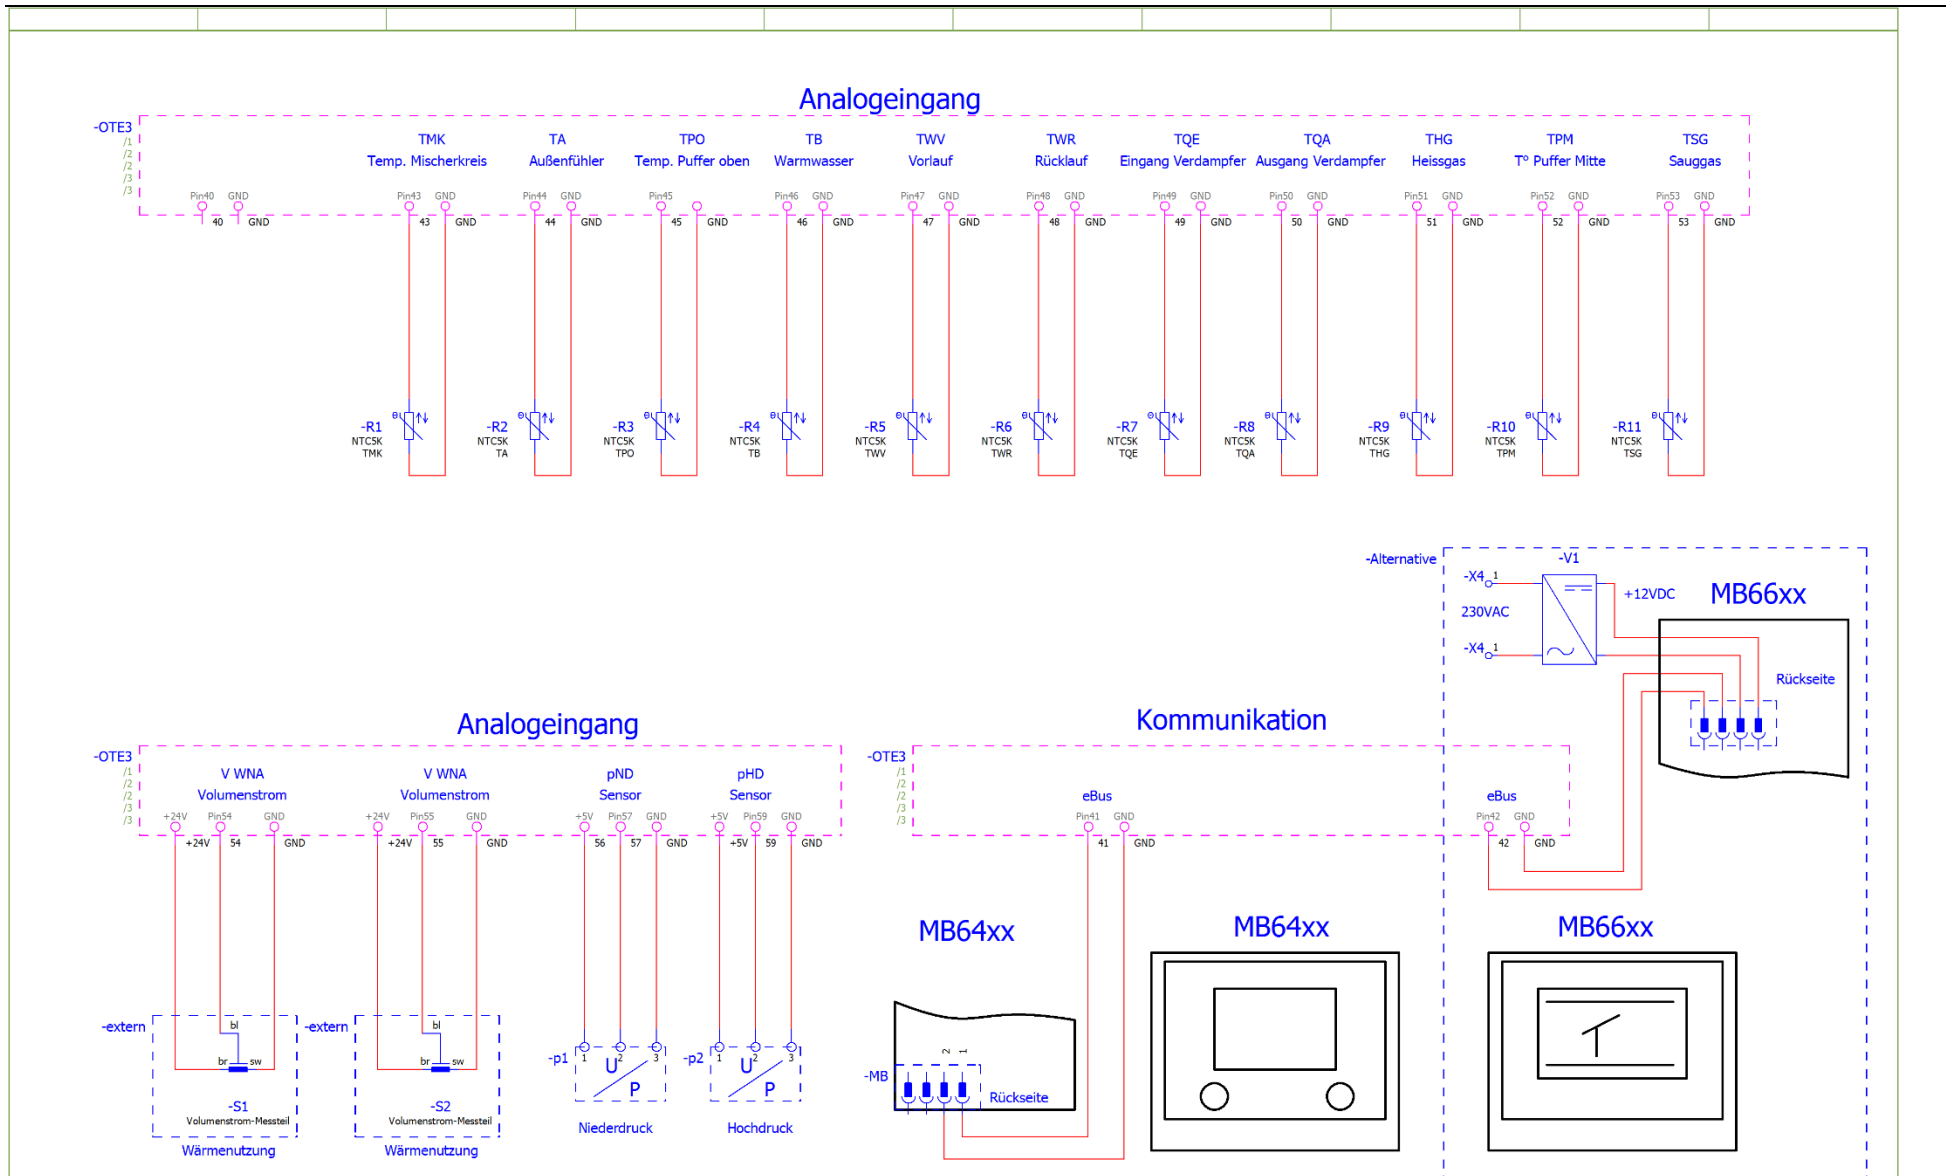 Analogeingang
-OTE3
/1
/2
/2
/3
/3
TMK TA TPO TB TWV TWR TQE TQA THG TPM TSG
Temp. Mischerkreis Außenfühler Temp. Puffer oben Warmwasser Vorlauf Rücklauf Eingang Verdampfer Ausgang Verdampfer Heissgas T° Puffer Mitte Sauggas
Pin40 GND Pin43 GND Pin44 GND Pin45 Pin46 GND Pin47 GND Pin48 GND Pin49 GND Pin50 GND Pin51 GND Pin52 GND Pin53 GND
40 GND 43 GND 44 GND 45 GND 46 GND 47 GND 48 GND 49 GND 50 GND 51 GND 52 GND 53 GND
-R1 -R2 -R3 -R4 -R5 -R6 -R7 -R8 -R9 -R10 -R11
NTC5K NTC5K NTC5K NTC5K NTC5K NTC5K NTC5K NTC5K NTC5K NTC5K NTC5K
TMK TA TPO TB TWV TWR TQE TQA THG TPM TSG
-Alternative
-V1
-X4 1
230VAC
-X4 1
+12VDC
MB66xx
Rückseite
Analogeingang
-OTE3
/1
/2
/2
/3
/3
V WNA V WNA pND pHD
Volumenstrom Volumenstrom Sensor Sensor
+24V Pin54 GND +24V Pin55 GND +5V Pin57 GND +5V Pin59 GND
+24V 54 GND +24V 55 GND 56 57 GND +5V 59 GND
-extern
bl
br sw
-S1
Volumenstrom-Messteil
Wärmenutzung
-extern
bl
br sw
-S2
Volumenstrom-Messteil
Wärmenutzung
-p1
1 2 3
U
P
Niederdruck
-p2
1 2 3
U
P
Hochdruck
Kommunikation
-OTE3
/1
/2
/2
/3
/3
eBus eBus
Pin41 GND Pin42 GND
41 GND 42 GND
MB64xx
2 1
-MB
Rückseite
MB64xx
MB66xx